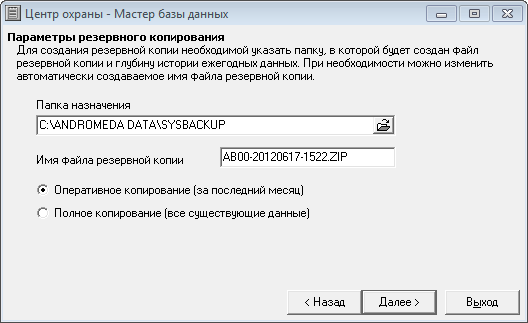 Центр охраны - Мастер базы данных
Параметры резервного копирования
Для создания резервной копии необходимой указать папку, в которой будет создан файл
резервной копии и глубину истории ежегодных данных. При необходимости можно изменить
автоматически создаваемое имя Файла резервной копии.
Папка назначения
C:\ANDROMEDA DATA\SYSBACKUP
Имя Файла резервной копии
AB00-20120617-1522.ZIP
Оперативное копирование (за последний месяц)
Полное копирование (все существующие данные)
< Назад
Далее >
Выход